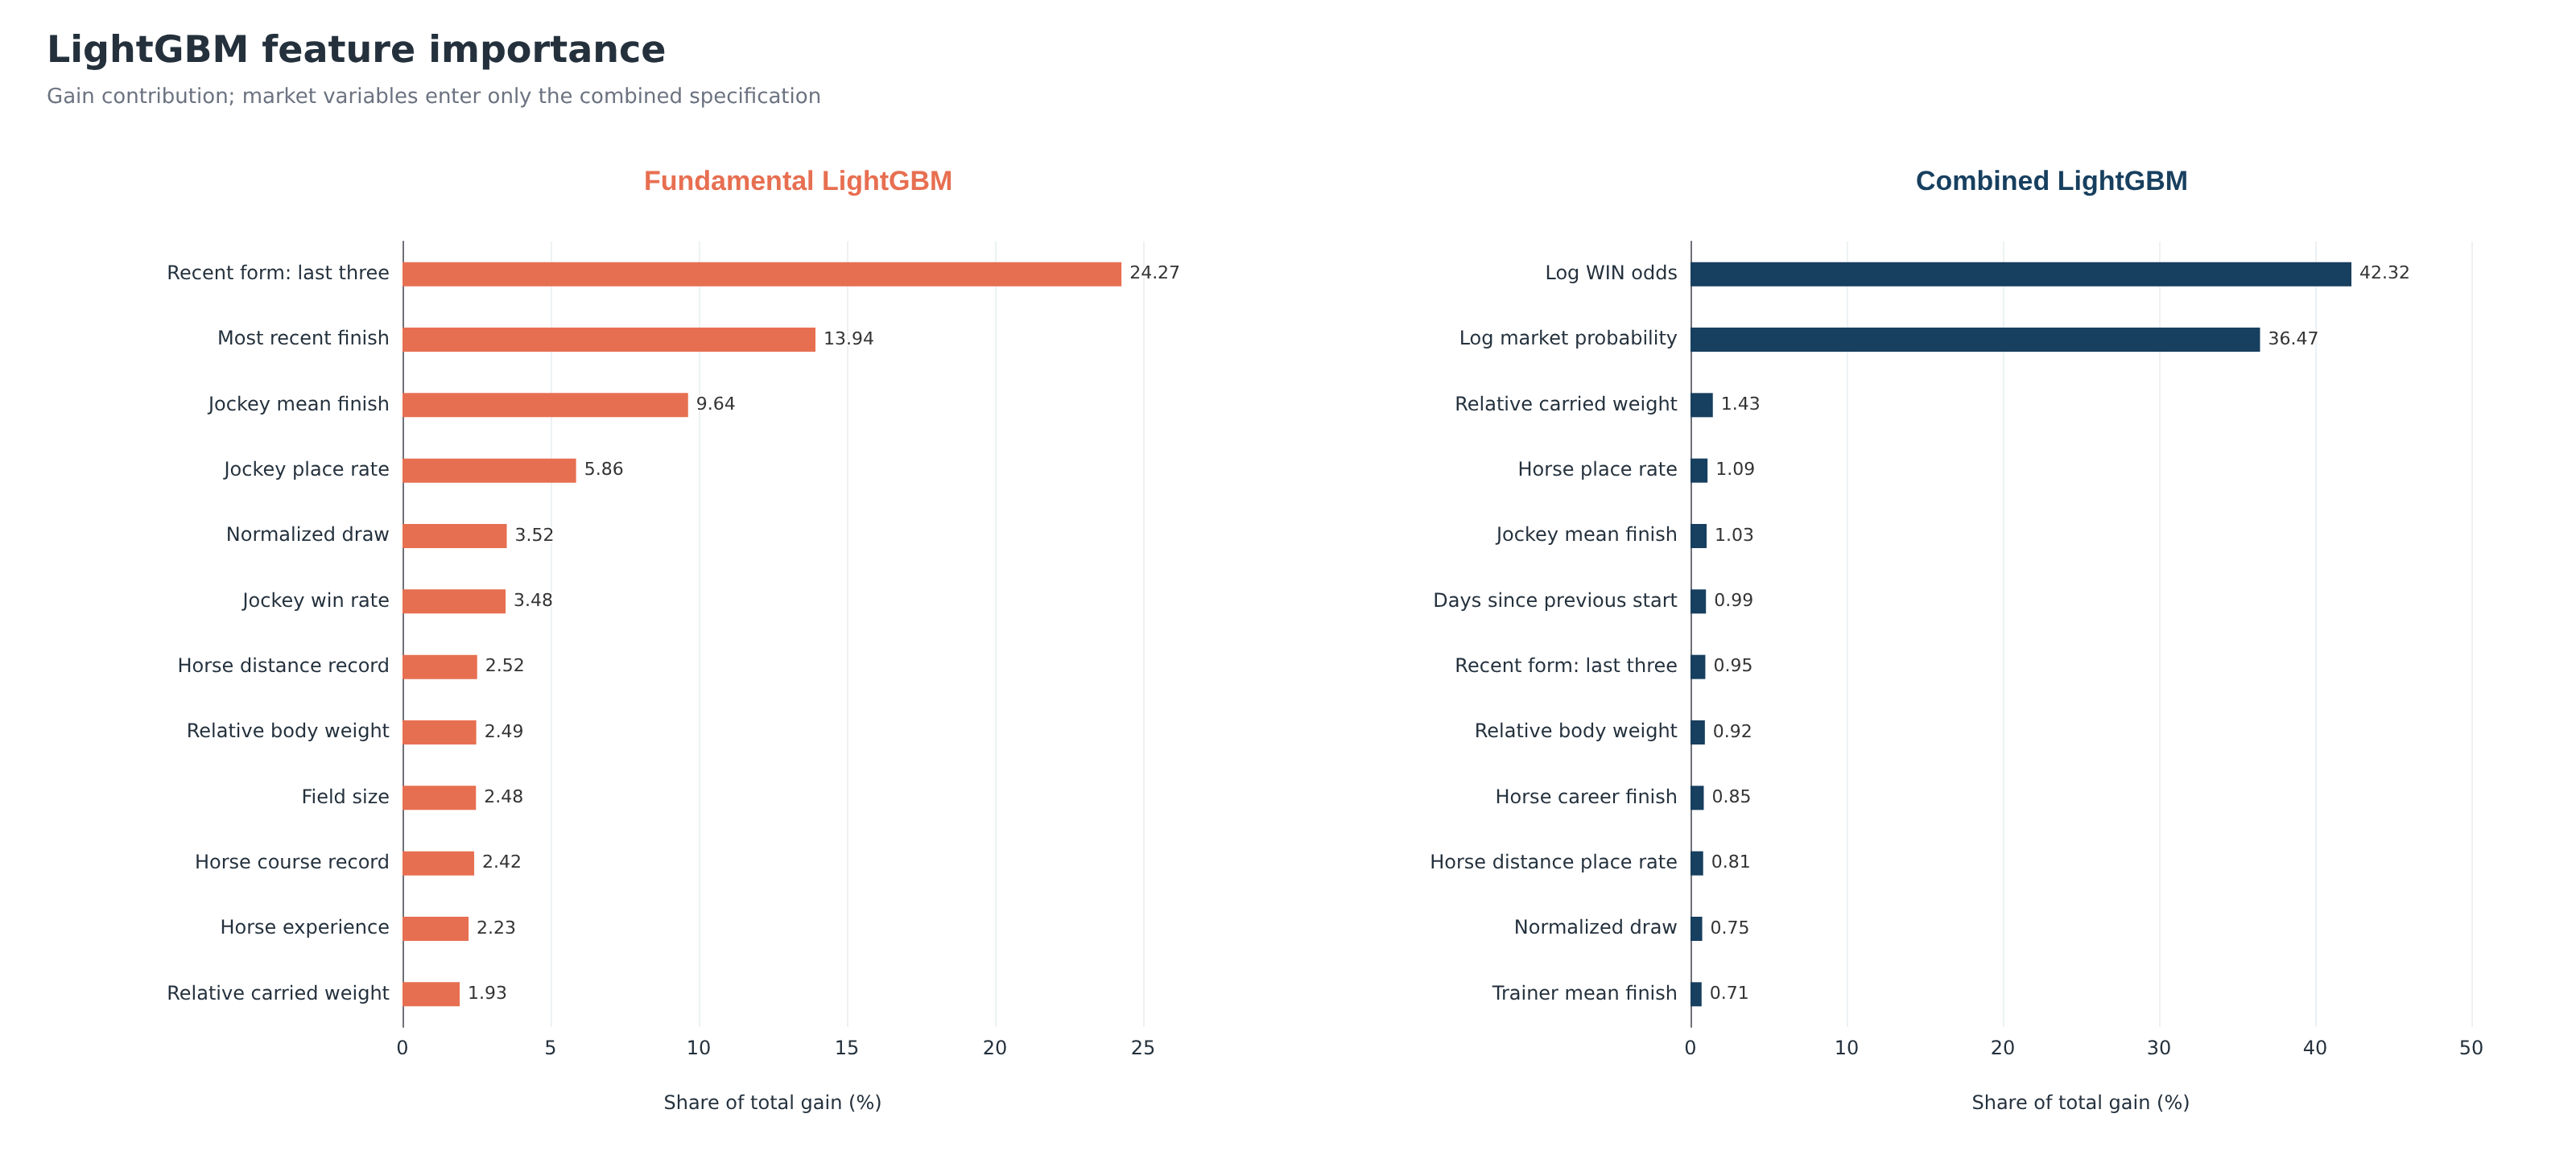 LightGBM feature importance
Gain contribution; market variables enter only the combined specification
Fundamental LightGBM
Recent form: last three 24.27
Most recent finish 13.94
Jockey mean finish 9.64
Jockey place rate 5.86
Normalized draw 3.52
Jockey win rate 3.48
Horse distance record 2.52
Relative body weight 2.49
Field size 2.48
Horse course record 2.42
Horse experience 2.23
Relative carried weight 1.93
0 5 10 15 20 25
Share of total gain (%)
Combined LightGBM
Log WIN odds 42.32
Log market probability 36.47
Relative carried weight 1.43
Horse place rate 1.09
Jockey mean finish 1.03
Days since previous start 0.99
Recent form: last three 0.95
Relative body weight 0.92
Horse career finish 0.85
Horse distance place rate 0.81
Normalized draw 0.75
Trainer mean finish 0.71
0 10 20 30 40 50
Share of total gain (%)